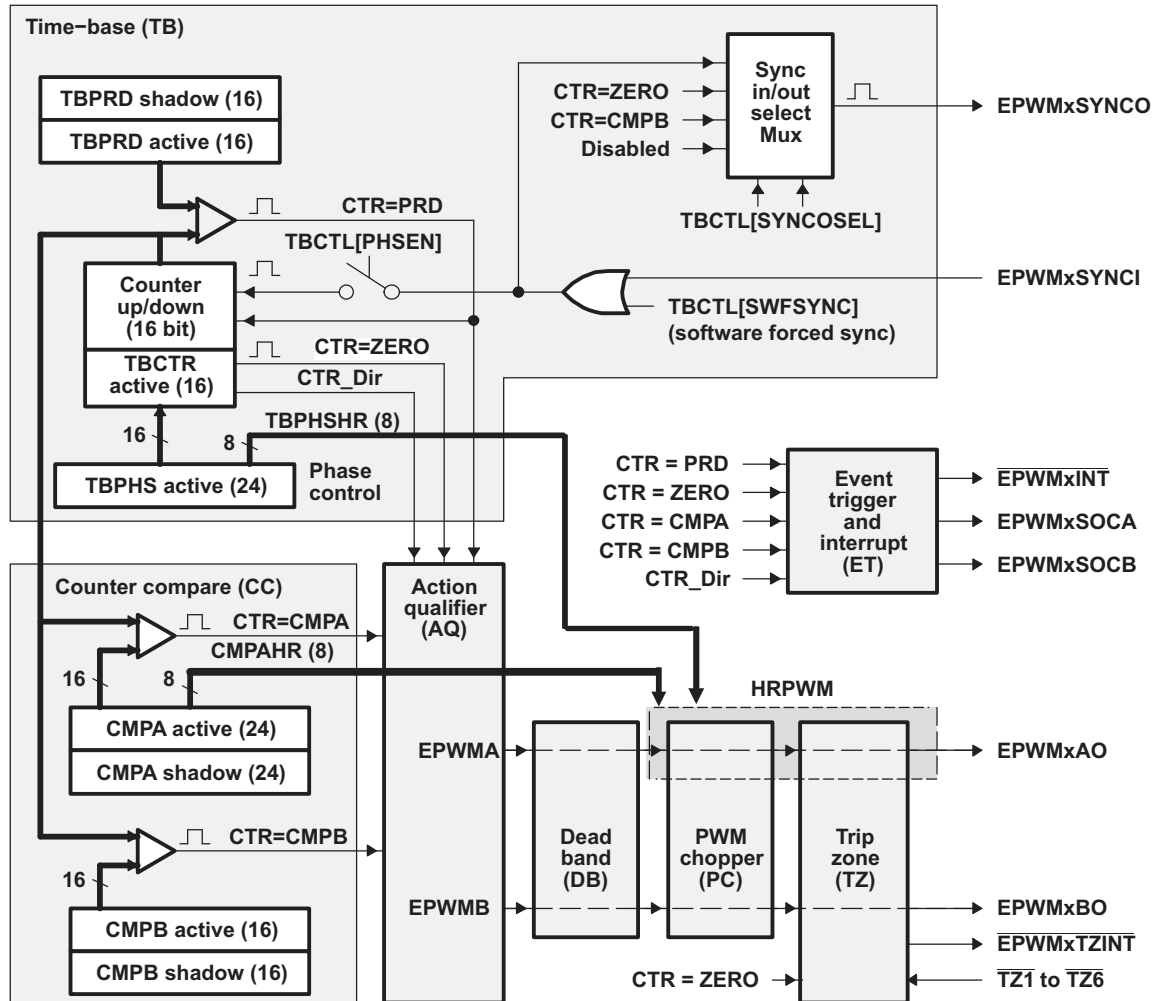 Time−base (TB)
TBPRD shadow (16)
TBPRD active (16)
CTR=PRD
TBCTL[PHSEN]
Counter
up/down
(16 bit)
TBCTR
active (16)
CTR=ZERO
CTR_Dir
16
8
TBPHSHR (8)
TBPHS active (24)
Phase
control
CTR=ZERO
CTR=CMPB
Disabled
Sync
in/out
select
Mux
TBCTL[SYNCOSEL]
EPWMxSYNCO
EPWMxSYNCI
TBCTL[SWFSYNC]
(software forced sync)
CTR = PRD
CTR = ZERO
CTR = CMPA
CTR = CMPB
CTR_Dir
Event
trigger
and
interrupt
(ET)
EPWMxINT
EPWMxSOCA
EPWMxSOCB
Counter compare (CC)
CTR=CMPA
CMPAHR (8)
16
8
CMPA active (24)
CMPA shadow (24)
CTR=CMPB
16
CMPB active (16)
CMPB shadow (16)
Action
qualifier
(AQ)
EPWMA
EPWMB
HRPWM
Dead
band
(DB)
PWM
chopper
(PC)
Trip
zone
(TZ)
EPWMxAO
EPWMxBO
EPWMxTZINT
CTR = ZERO
TZ1 to TZ6